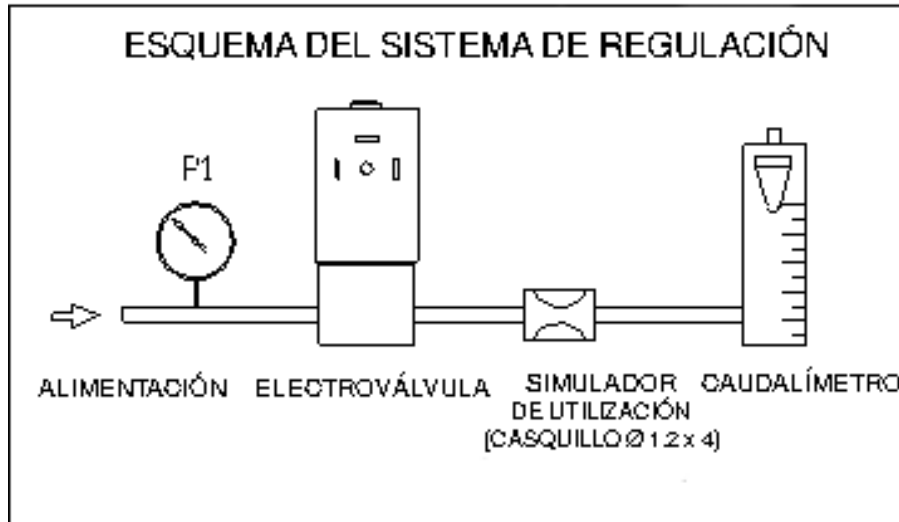 ESQUEMA DEL SISTEMA DE REGULACIÓN
P1
ALIMENTACIÓN
ELECTROVÁLVULA
SIMULADOR
DE UTILIZACIÓN
(CASQUILLO Ø 1.2 x 4)
CAUDALÍMETRO